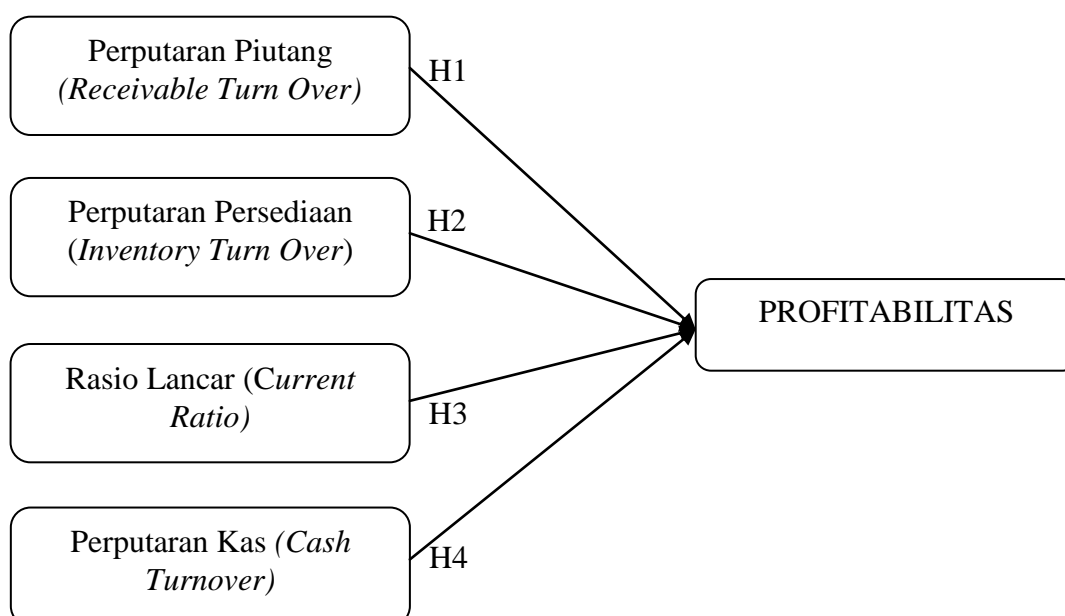 Perputaran Piutang
(Receivable Turn Over)
H1
Perputaran Persediaan
(Inventory Turn Over)
H2
PROFITABILITAS
Rasio Lancar (Current
Ratio)
H3
Perputaran Kas (Cash
Turnover)
H4